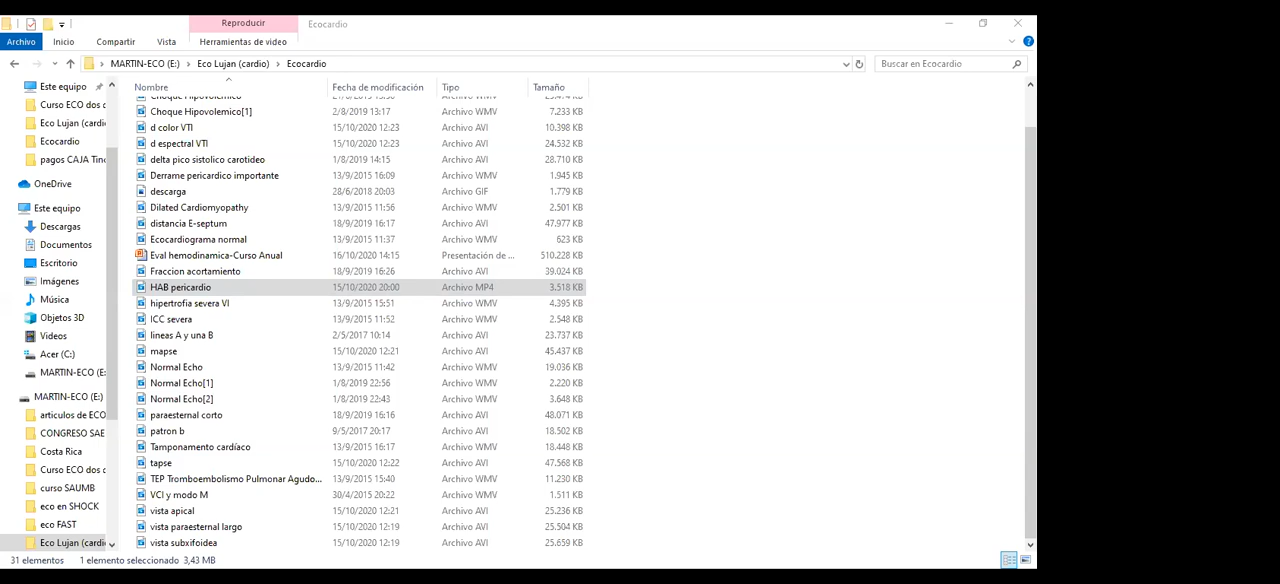 Reproducir Ecocardio
Archivo Inicio Compartir Vista Herramientas de video
MARTIN-ECO (E:) > Eco Lujan (cardio) > Ecocardio Buscar en Ecocardio
Este equipo
Curso ECO dos d
Eco Lujan (cardi
Ecocardio
pagos CAJA Tin
OneDrive
Este equipo
Descargas
Documentos
Escritorio
Imágenes
Música
Objetos 3D
Videos
Acer (C:)
MARTIN-ECO (E:
MARTIN-ECO (E:)
articulos de ECO
CONGRESO SAE
Costa Rica
Curso ECO dos d
curso SAUMB
eco en SHOCK
eco FAST
Eco Lujan (cardi
Nombre Fecha de modificación Tipo Tamaño
Choque Hipovolemico
Choque Hipovolemico[1] 2/8/2019 13:17 Archivo WMV 7.233 KB
d color VTI 15/10/2020 12:23 Archivo AVI 10.398 KB
d espectral VTI 15/10/2020 12:23 Archivo AVI 24.532 KB
delta pico sistolico carotideo 1/8/2019 14:15 Archivo AVI 28.710 KB
Derrame pericardico importante 13/9/2015 16:09 Archivo WMV 1.945 KB
descarga 28/6/2018 20:03 Archivo GIF 1.779 KB
Dilated Cardiomyopathy 13/9/2015 11:56 Archivo WMV 2.501 KB
distancia E-septum 18/9/2019 16:17 Archivo AVI 47.977 KB
Ecocardiograma normal 13/9/2015 11:37 Archivo WMV 623 KB
Eval hemodinamica-Curso Anual 16/10/2020 14:15 Presentación de ... 510.228 KB
Fraccion acortamiento 18/9/2019 16:26 Archivo AVI 39.024 KB
HAB pericardio 15/10/2020 20:00 Archivo MP4 3.518 KB
hipertrofia severa VI 13/9/2015 15:51 Archivo WMV 4.395 KB
ICC severa 13/9/2015 11:52 Archivo WMV 2.548 KB
lineas A y una B 2/5/2017 10:14 Archivo AVI 23.737 KB
mapse 15/10/2020 12:21 Archivo AVI 45.437 KB
Normal Echo 13/9/2015 11:42 Archivo WMV 19.036 KB
Normal Echo[1] 1/8/2019 22:56 Archivo WMV 2.220 KB
Normal Echo[2] 1/8/2019 22:43 Archivo WMV 3.648 KB
paraesternal corto 18/9/2019 16:16 Archivo AVI 48.071 KB
patron b 9/5/2017 20:17 Archivo AVI 18.502 KB
Tamponamento cardíaco 13/9/2015 16:17 Archivo WMV 18.448 KB
tapse 15/10/2020 12:22 Archivo AVI 47.568 KB
TEP Tromboembolismo Pulmonar Agudo... 13/9/2015 15:40 Archivo WMV 11.230 KB
VCI y modo M 30/4/2015 20:22 Archivo WMV 1.511 KB
vista apical 15/10/2020 12:21 Archivo AVI 25.236 KB
vista paraesternal largo 15/10/2020 12:19 Archivo AVI 25.504 KB
vista subxifoidea 15/10/2020 12:19 Archivo AVI 25.659 KB
31 elementos 1 elemento seleccionado 3,43 MB